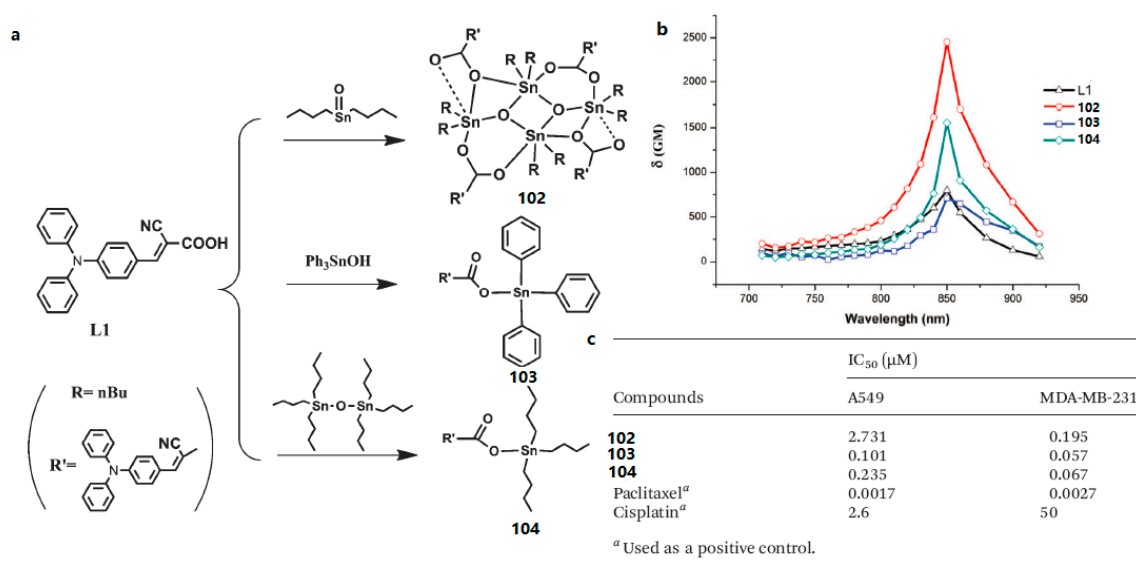 a
R'
O
O
R
R
R'
O
O
R
R
O
Sn
Sn
Sn
R
R
O
O
Sn
R
R
O
O
O
R
R
R'
O
R'
102
NC
COOH
N
L1
Ph3SnOH
O
R'
O
Sn
103
R= nBu
NC
R'=
N
Sn
O
Sn
O
R'
O
Sn
104
b
2500
2000
1500
1000
500
0
δ (GM)
700
750
800
850
900
950
Wavelength (nm)
L1
102
103
104
c
IC50 (μM)
Compounds A549 MDA-MB-231
102 2.731 0.195
103 0.101 0.057
104 0.235 0.067
Paclitaxel^a 0.0017 0.0027
Cisplatin^a 2.6 50
^a Used as a positive control.